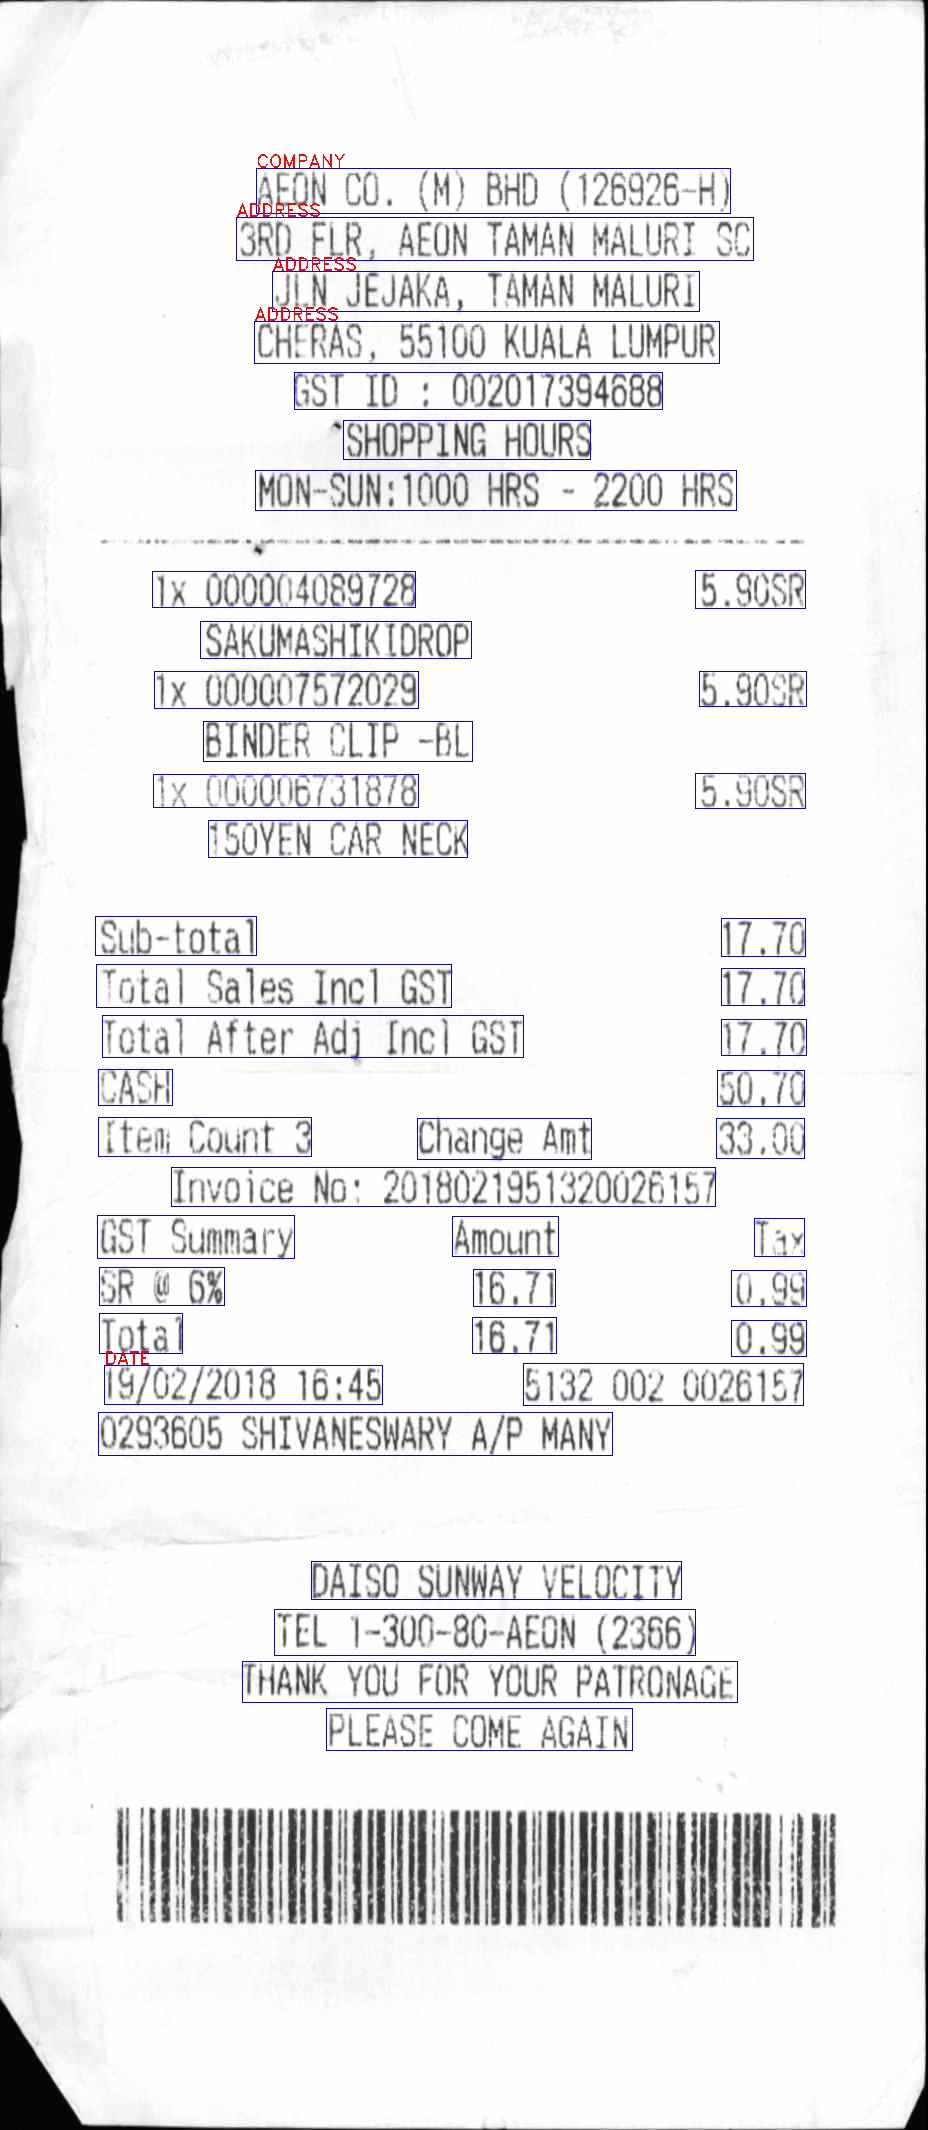 COMPANY
AEON CO. (M) BHD (126926-H)
ADDRESS
3RD FLR, AEON TAMAN MALURI SC
ADDRESS
JLN JEJAKA, TAMAN MALURI
ADDRESS
CHERAS, 55100 KUALA LUMPUR
GST ID : 002017394688
SHOPPING HOURS
MON-SUN:1000 HRS - 2200 HRS
1x 000004089728 5.90SR
SAKUMASHIKIDROP
1x 000007572029 5.90SR
BINDER CLIP -BL
1x 000006731878 5.90SR
150YEN CAR NECK
Sub-total 17.70
Total Sales Incl GST 17.70
Total After Adj Incl GST 17.70
CASH 50.70
Item Count 3 Change Amt 33.00
Invoice No: 2018021951320026157
GST Summary Amount Tax
SR @ 6% 16.71 0.99
Total 16.71 0.99
DATE
19/02/2018 16:45 5132 002 0026157
0293605 SHIVANESWARY A/P MANY
DAISO SUNWAY VELOCITY
TEL 1-300-80-AEON (2366)
THANK YOU FOR YOUR PATRONAGE
PLEASE COME AGAIN